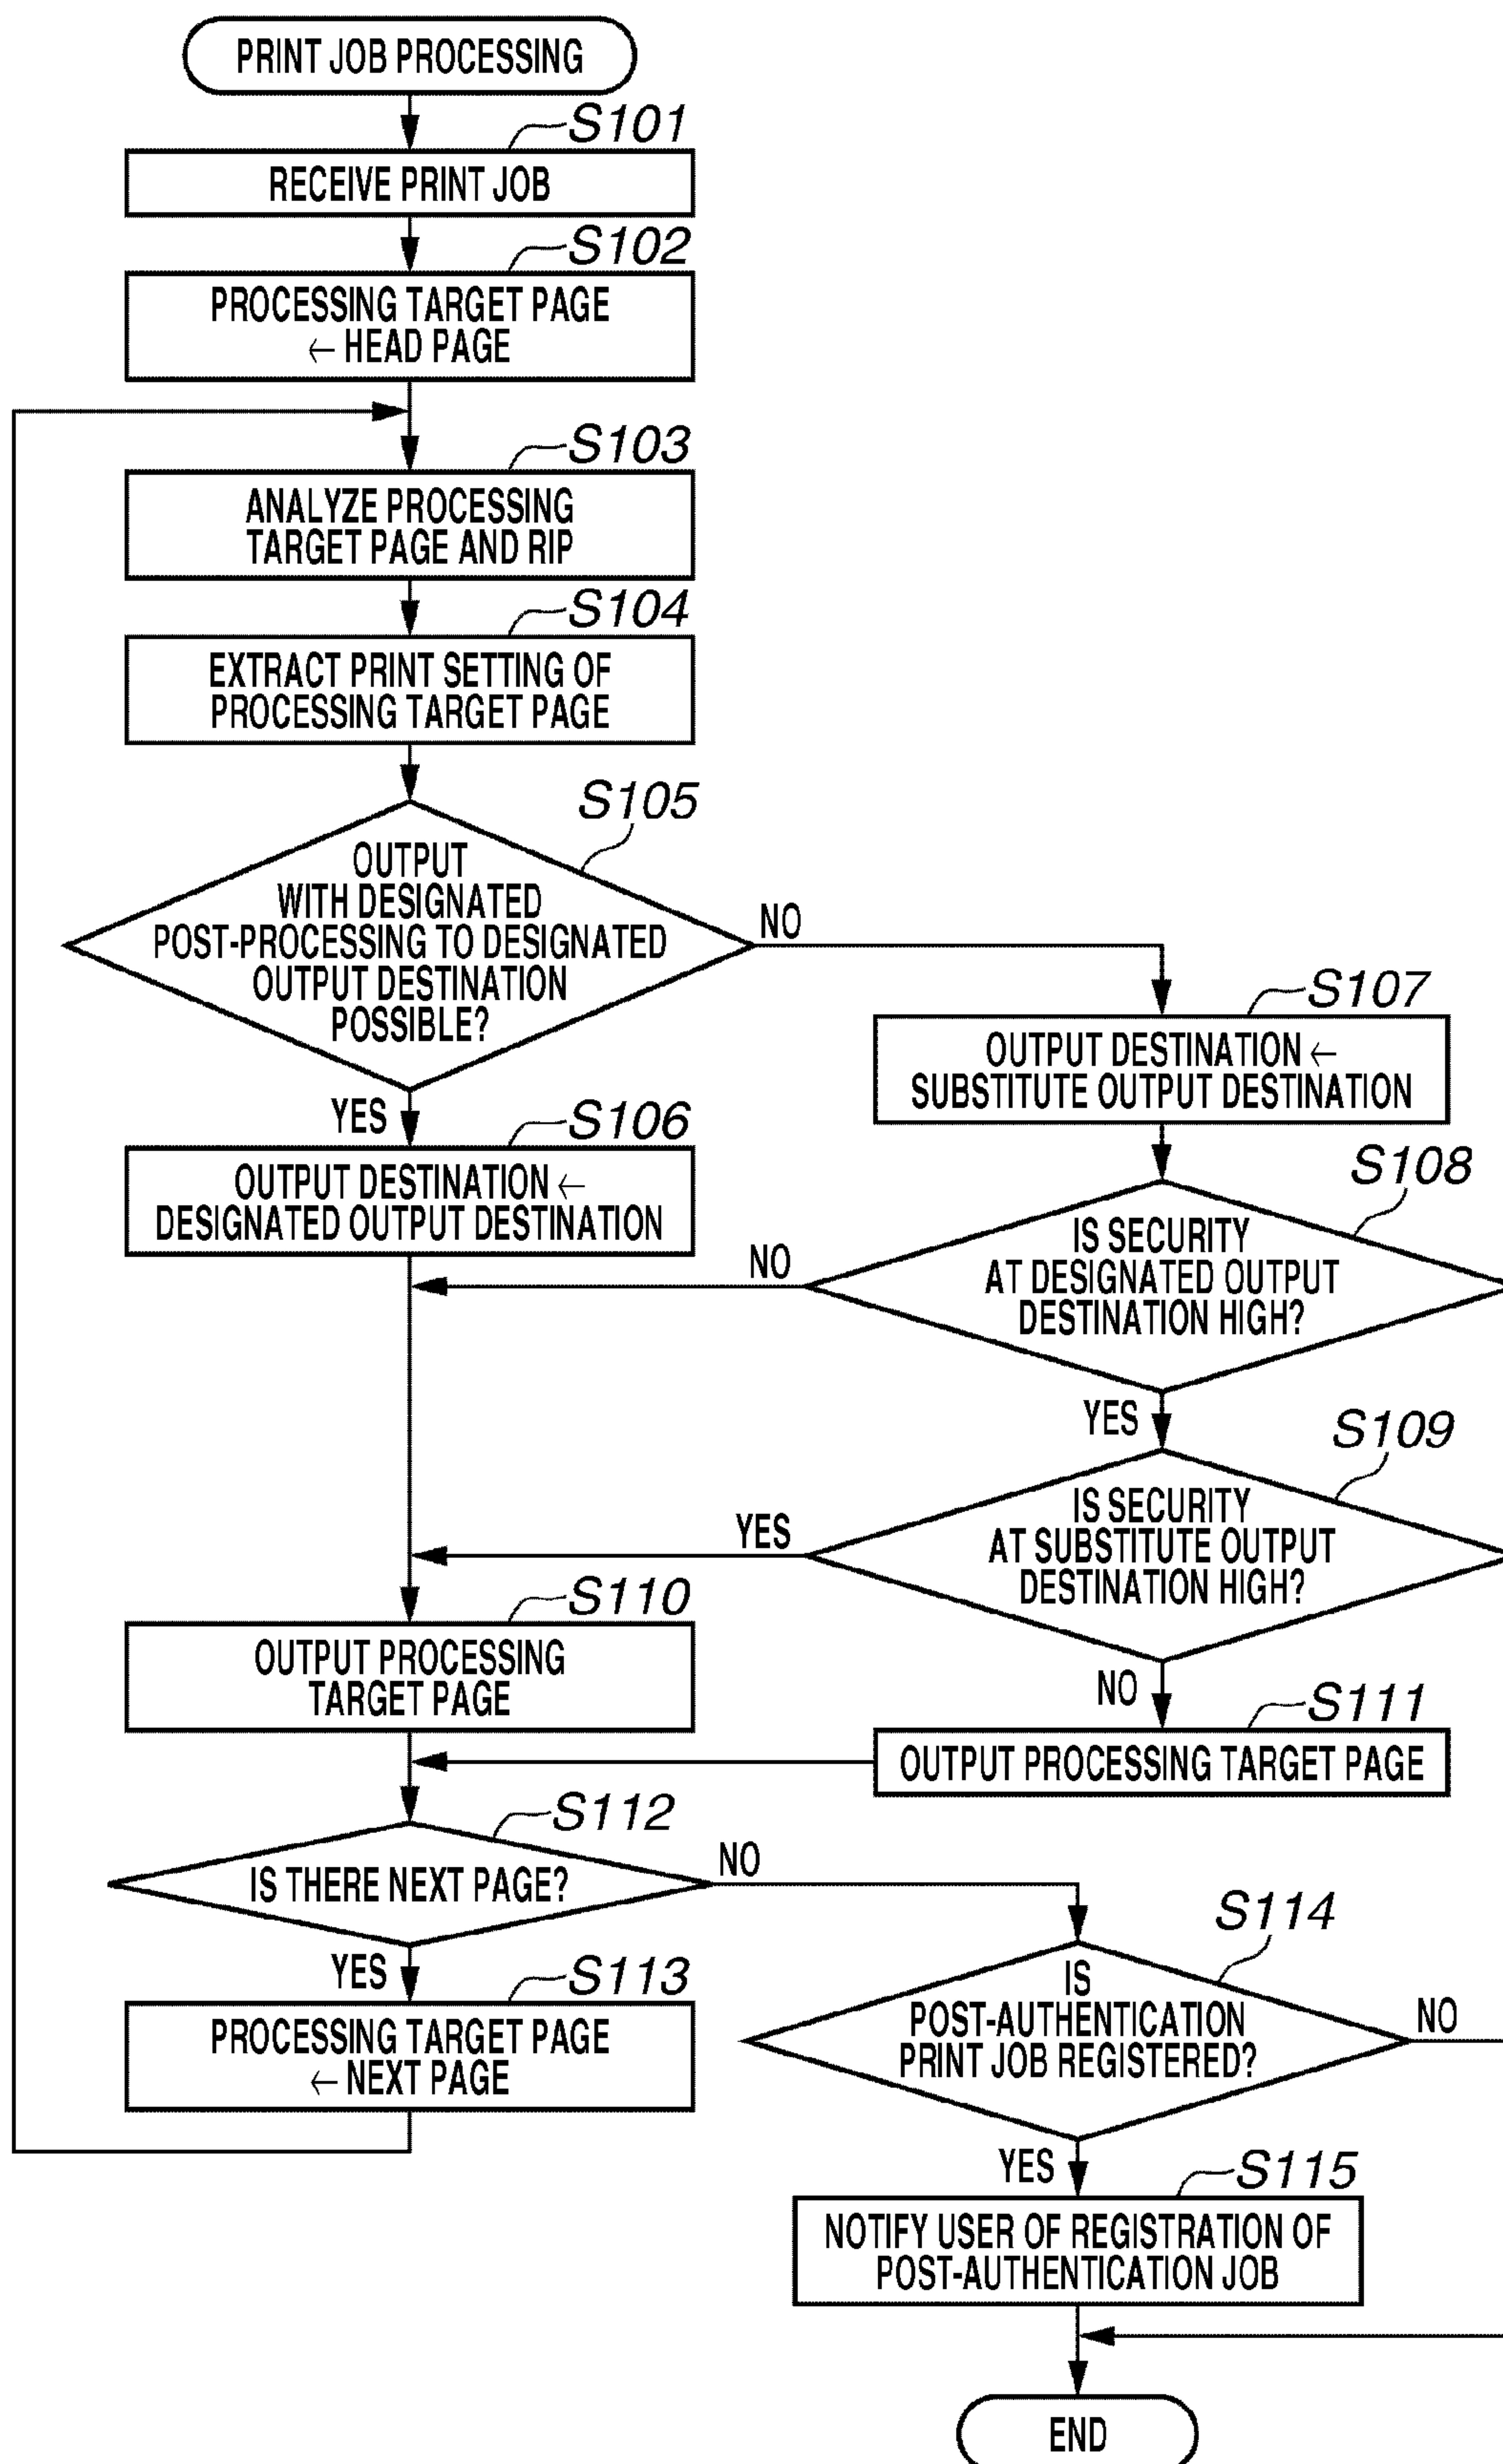 PRINT JOB PROCESSING
S101
RECEIVE PRINT JOB
S102
PROCESSING TARGET PAGE
← HEAD PAGE
S103
ANALYZE PROCESSING
TARGET PAGE AND RIP
S104
EXTRACT PRINT SETTING OF
PROCESSING TARGET PAGE
S105
OUTPUT
WITH DESIGNATED
POST-PROCESSING TO DESIGNATED
OUTPUT DESTINATION
POSSIBLE?
NO
YES
S106
OUTPUT DESTINATION ←
DESIGNATED OUTPUT DESTINATION
S107
OUTPUT DESTINATION ←
SUBSTITUTE OUTPUT DESTINATION
S108
IS SECURITY
AT DESIGNATED OUTPUT
DESTINATION HIGH?
NO
YES
S109
IS SECURITY
AT SUBSTITUTE OUTPUT
DESTINATION HIGH?
YES
NO
S110
OUTPUT PROCESSING
TARGET PAGE
S111
OUTPUT PROCESSING TARGET PAGE
S112
IS THERE NEXT PAGE?
NO
YES
S113
PROCESSING TARGET PAGE
← NEXT PAGE
S114
IS
POST-AUTHENTICATION
PRINT JOB REGISTERED?
NO
YES
S115
NOTIFY USER OF REGISTRATION OF
POST-AUTHENTICATION JOB
END